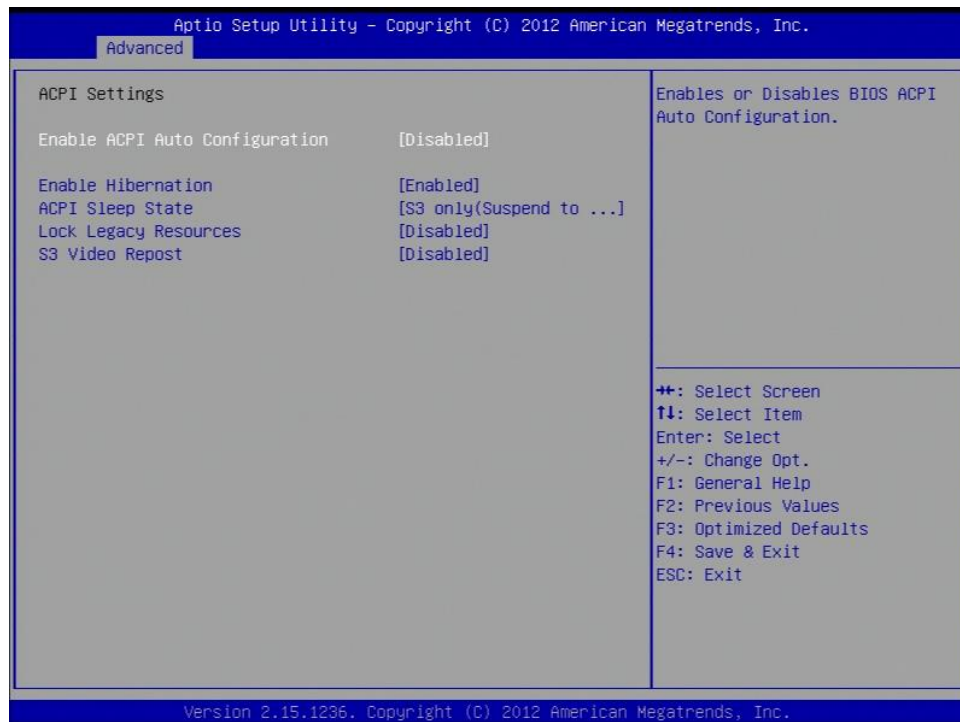 Aptio Setup Utility – Copyright (C) 2012 American Megatrends, Inc.
Advanced
ACPI Settings
Enable ACPI Auto Configuration [Disabled]
Enable Hibernation [Enabled]
ACPI Sleep State [S3 only(Suspend to ...]
Lock Legacy Resources [Disabled]
S3 Video Repost [Disabled]
Enables or Disables BIOS ACPI
Auto Configuration.
→←: Select Screen
↑↓: Select Item
Enter: Select
+/-: Change Opt.
F1: General Help
F2: Previous Values
F3: Optimized Defaults
F4: Save & Exit
ESC: Exit
Version 2.15.1236. Copyright (C) 2012 American Megatrends, Inc.